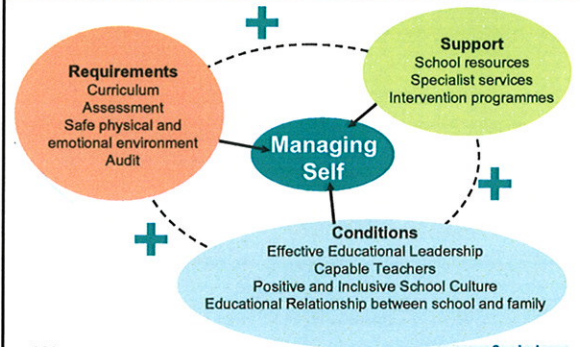 Requirements
Curriculum
Assessment
Safe physical and
emotional environment
Audit
Support
School resources
Specialist services
Intervention programmes
Managing
Self
Conditions
Effective Educational Leadership
Capable Teachers
Positive and Inclusive School Culture
Educational Relationship between school and family